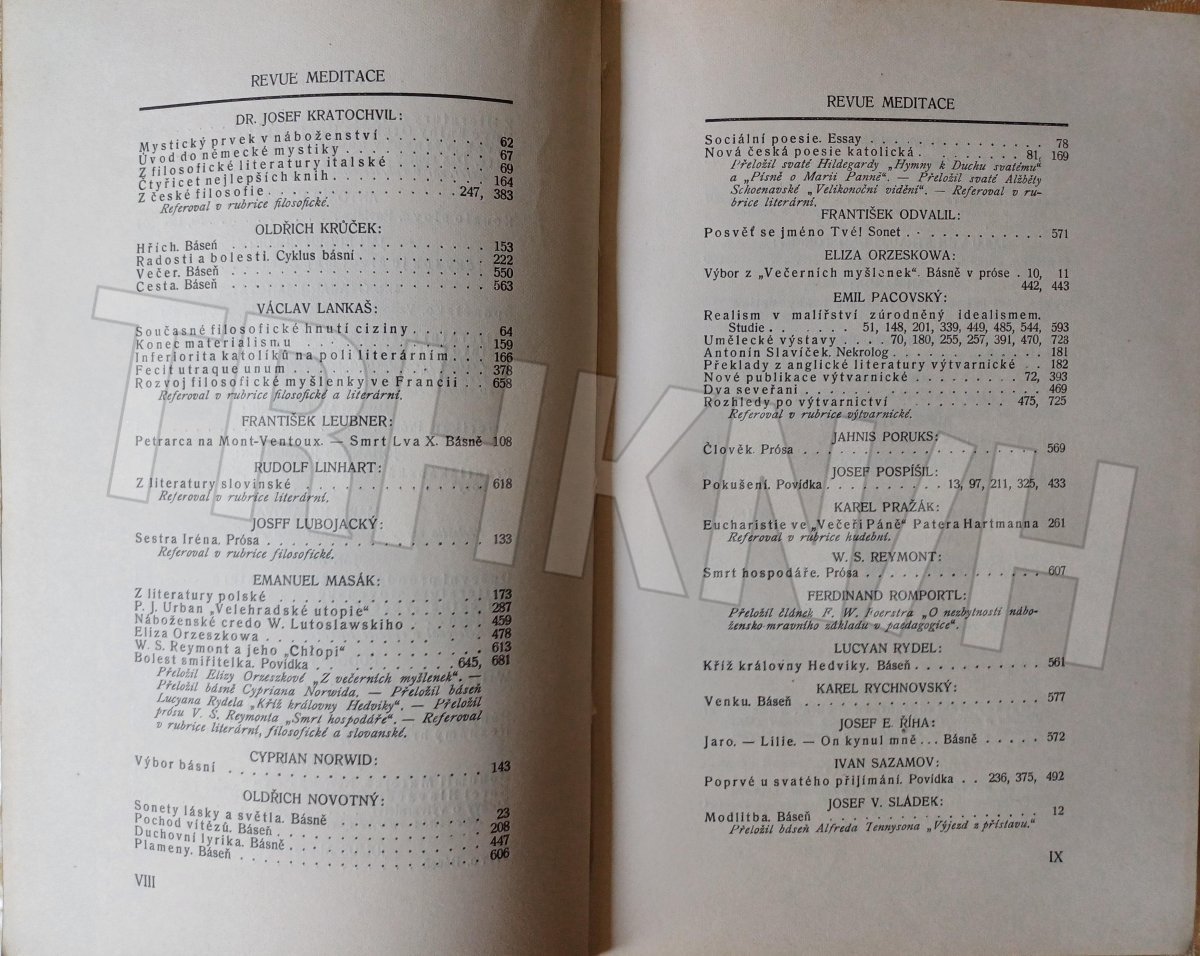 REVUE MEDITACE
DR. JOSEF KRATOCHVIL:
Mystický prvek v náboženství . . . . . . . . . 62
Úvod do německé mystiky . . . . . . . . . 67
Z filosofické literatury italské . . . . . . . . 69
Čtyřicet nejlepších knih . . . . . . . . . . 164
Z české filosofie . . . . . . . . . . . 247, 383
Referoval v rubrice filosofické.
OLDŘICH KRŮČEK:
Hřích. Báseň . . . . . . . . . . . . . 153
Radosti a bolesti. Cyklus básní . . . . . . . . 222
Večer. Báseň . . . . . . . . . . . . . 550
Cesta. Báseň . . . . . . . . . . . . . 563
VÁCLAV LANKAŠ:
Současné filosofické hnutí ciziny . . . . . . 64
Konec materialismu . . . . . . . . . . 159
Inferiorita katolíků na poli literárním . . . 166
Fecit utraque unum . . . . . . . . . . 378
Rozvoj filosofické myšlenky ve Francii . . . 658
Referoval v rubrice filosofické a literární.
FRANTIŠEK LEUBNER:
Petrarca na Mont-Ventoux. — Smrt Lva X. Básně 108
RUDOLF LINHART:
Z literatury slovinské . . . . . . . . . . 618
Referoval v rubrice literární.
JOSFF LUBOJACKÝ:
Sestra Iréna. Prósa . . . . . . . . . . . 133
Referoval v rubrice filosofické.
EMANUEL MASÁK:
Z literatury polské . . . . . . . . . . . 173
P. J. Urban „Velehradské utopie“ . . . . . . 287
Náboženské credo W. Lutoslawskiho . . . . . 459
Eliza Orzeszkowa . . . . . . . . . . . 478
W. S. Reymont a jeho „Chłopi“ . . . . . . . 613
Bolest smířitelka. Povídka . . . . . . . 645, 681
Přeložil Elizy Orzeszkové „Z večerních myšlenek“. —
Přeložil básně Cypriana Norwida. — Přeložil báseň
Lucyana Rydela „Kříž královny Hedviky“. — Přeložil
prósu V. S. Reymonta „Smrt hospodáře“. — Referoval
v rubrice literární, filosofické a slovanské.
CYPRIAN NORWID:
Výbor básní . . . . . . . . . . . . . 143
OLDŘICH NOVOTNÝ:
Sonety lásky a světla. Básně . . . . . . . . 23
Pochod vítězů. Báseň . . . . . . . . . . 208
Duchovní lyrika. Básně . . . . . . . . . . 447
Plameny. Báseň . . . . . . . . . . . . 606
VIII
REVUE MEDITACE
Sociální poesie. Essay . . . . . . . . . . 78
Nová česká poesie katolická . . . . . . . 81, 169
Přeložil svaté Hildegardy „Hymny k Duchu svatému“
a „Písně o Marii Panně“. — Přeložil svaté Alžběty
Schoenavské „Velikonoční vidění“. — Referoval v ru-
brice literární.
FRANTIŠEK ODVALIL:
Posvěť se jméno Tvé! Sonet . . . . . . . . 571
ELIZA ORZESKOWA:
Výbor z „Večerních myšlenek“. Básně v próse . 10, 11
442, 443
EMIL PACOVSKÝ:
Realism v malířství zúrodněný idealismem.
Studie . . . . . . . 51, 148, 201, 339, 449, 485, 544, 593
Umělecké výstavy . . . . 70, 180, 255, 257, 391, 470, 723
Antonín Slavíček. Nekrolog . . . . . . . . . 181
Překlady z anglické literatury výtvarnické . . 182
Nové publikace výtvarnické . . . . . . . 72, 393
Dva seveřané . . . . . . . . . . . . 469
Rozhledy po výtvarnictví . . . . . . . 475, 725
Referoval v rubrice výtvarnické.
JAHNIS PORUKS:
Člověk. Prósa . . . . . . . . . . . . . 569
JOSEF POSPÍŠIL:
Pokušení. Povídka . . . . . . . 13, 97, 211, 325, 433
KAREL PRAŽÁK:
Eucharistie ve „Večeři Páně“ Patera Hartmanna 261
Referoval v rubrice hudební.
W. S. REYMONT:
Smrt hospodáře. Prósa . . . . . . . . . . 607
FERDINAND ROMPORTL:
Přeložil článek F. W. Foerstra „O nezbytnosti nábo-
žensko-mravního základu v paedagogice“.
LUCYAN RYDEL:
Kříž královny Hedviky. Báseň . . . . . . . . 561
KAREL RYCHNOVSKÝ:
Venku. Báseň . . . . . . . . . . . . . 577
JOSEF E. ŘÍHA:
Jaro. — Lilie. — On kynul mně... Básně . . . . . 572
IVAN SAZAMOV:
Poprvé u svatého přijímání. Povídka . . 236, 375, 492
JOSEF V. SLÁDEK:
Modlitba. Báseň . . . . . . . . . . . . 12
Přeložil báseň Alfreda Tennysona „Výjezd z přístavu.“
IX
TRHKNIH